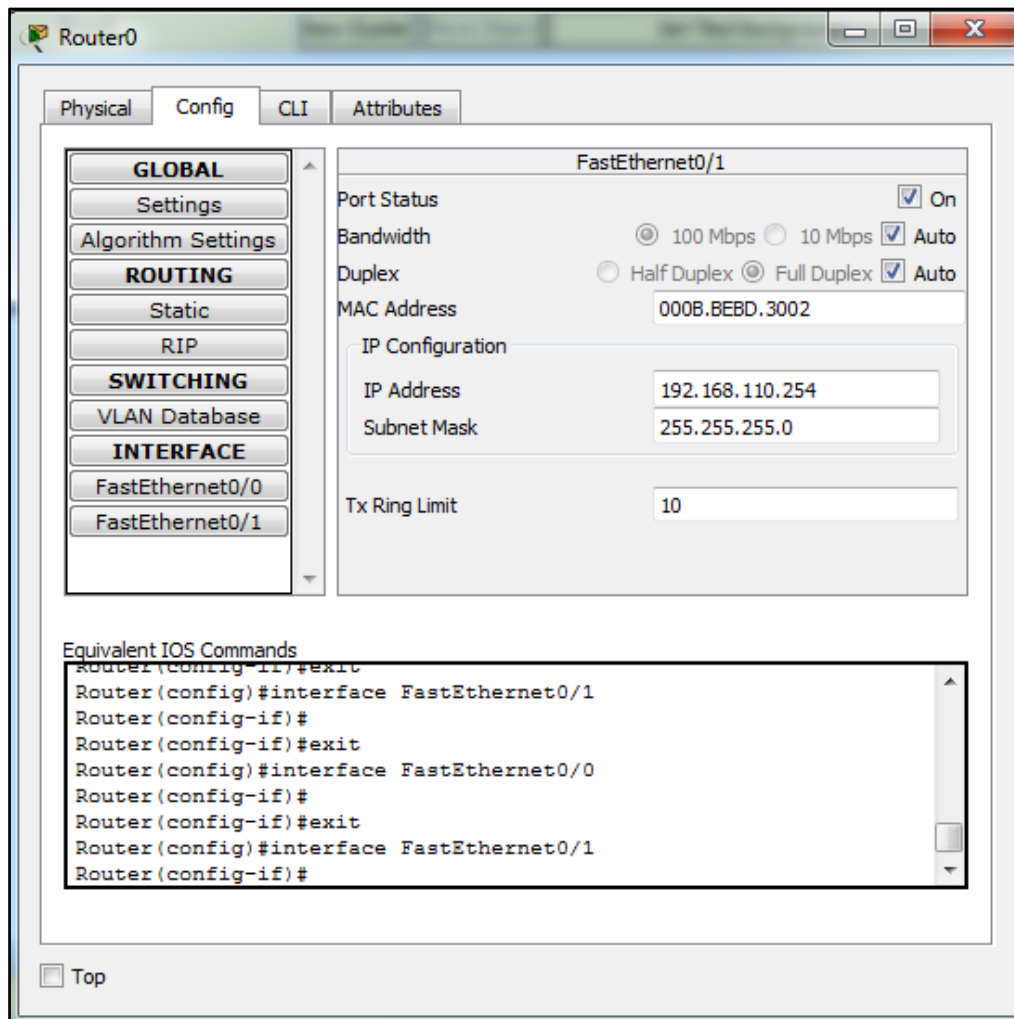 Router0
Physical Config CLI Attributes
GLOBAL
Settings
Algorithm Settings
ROUTING
Static
RIP
SWITCHING
VLAN Database
INTERFACE
FastEthernet0/0
FastEthernet0/1
FastEthernet0/1
Port Status On
Bandwidth 100 Mbps 10 Mbps Auto
Duplex Half Duplex Full Duplex Auto
MAC Address 000B.BEBD.3002
IP Configuration
IP Address 192.168.110.254
Subnet Mask 255.255.255.0
Tx Ring Limit 10
Equivalent IOS Commands
Router(config-if)#exit
Router(config)#interface FastEthernet0/1
Router(config-if)#
Router(config-if)#exit
Router(config)#interface FastEthernet0/0
Router(config-if)#
Router(config-if)#exit
Router(config)#interface FastEthernet0/1
Router(config-if)#
Top